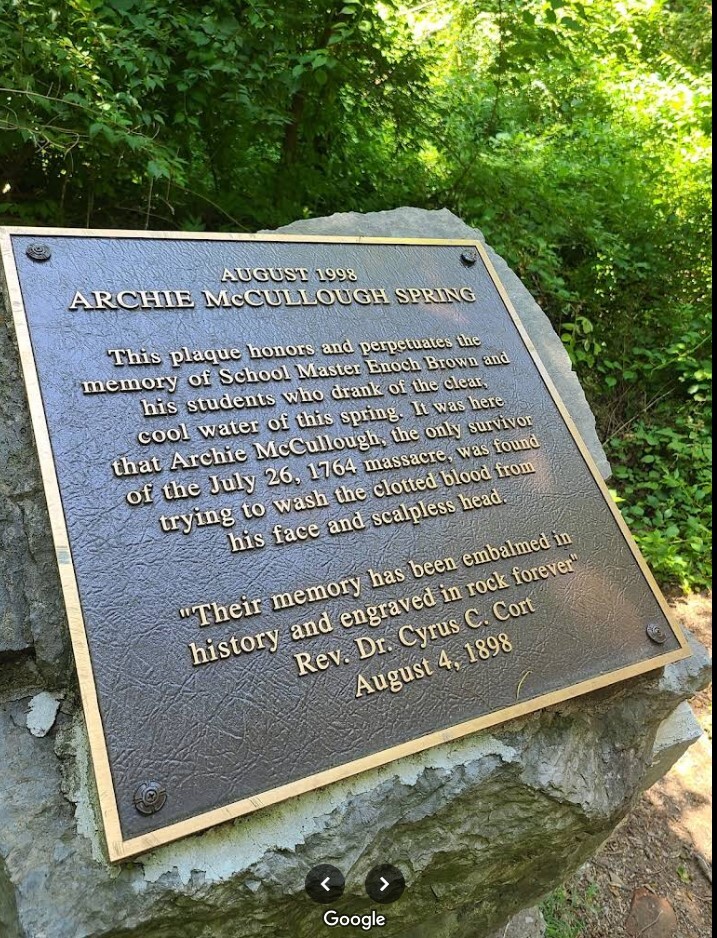 AUGUST 1998
ARCHIE McCULLOUGH SPRING
This plaque honors and perpetuates the
memory of School Master Enoch Brown and
his students who drank of the clear,
cool water of this spring. It was here
that Archie McCullough, the only survivor
of the July 26, 1764 massacre, was found
trying to wash the clotted blood from
his face and scalpless head.
"Their memory has been embalmed in
history and engraved in rock forever"
Rev. Dr. Cyrus C. Cort
August 4, 1898
Google